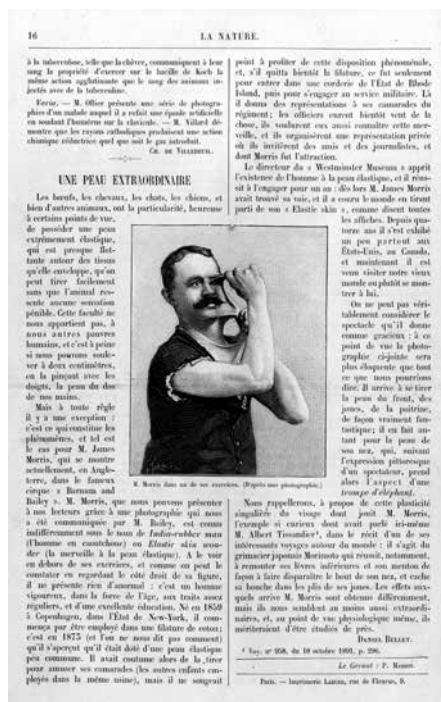 16
LA NATURE.
à la tuberculose, telle que la chèvre, communiquent à leur
sang la propriété d'exercer sur le bacille de Koch la
même action agglutinante que le sang des animaux in-
jectés avec de la tuberculine.
Varia. — M. Ollier présente une série de photogra-
phies d'un malade auquel il a refait une épaule artificielle
en soudant l'humérus sur la clavicule. — M. Villard dé-
montre que les rayons cathodiques produisent une action
chimique réductrice quel que soit le gaz introduit.
CH. DE VILLEDEUIL.
UNE PEAU EXTRAORDINAIRE
Les bœufs, les chevaux, les chats, les chiens, et
bien d'autres animaux, ont la particularité, heureuse
à certains points de vue,
de posséder une peau
extrêmement élastique,
qui est presque flot-
tante autour des tissus
qu'elle enveloppe, qu'on
peut tirer facilement
sans que l'animal res-
sente aucune sensation
pénible. Cette faculté ne
nous appartient pas, à
nous autres pauvres
humains, et c'est à peine
si nous pouvons soule-
ver à deux centimètres,
en la pinçant avec les
doigts, la peau du dos
de nos mains.
Mais à toute règle
il y a une exception :
c'est ce qui constitue les
phénomènes, et tel est
le cas pour M. James
Morris, qui se montre
actuellement, en Angle-
terre, dans le fameux
cirque « Barnum and
Bailey ». M. Morris, que nous pouvons présenter
à nos lecteurs grâce à une photographie qui nous
a été communiquée par M. Bailey, est connu
indifféremment sous le nom de India-rubber man
(l'homme en caoutchouc) ou Elastic skin won-
der (la merveille à la peau élastique). A le voir
en dehors de ses exercices, et comme on peut le
constater en regardant le côté droit de sa figure,
il ne présente rien d'anormal : c'est un homme
vigoureux, dans la force de l'âge, aux traits assez
réguliers, et d'une excellente éducation. Né en 1859
à Copenhagen, dans l'État de New-York, il com-
mença par être employé dans une filature de coton;
c'est en 1875 (et l'on ne nous dit pas comment)
qu'il s'aperçut qu'il était doté d'une peau élastique
peu commune. Il avait coutume alors de la tirer
pour amuser ses camarades (les autres enfants em-
ployés dans la même usine), mais il ne songeait
M. Morris dans un de ses exercices. (D'après une photographie.)
point à profiter de cette disposition phénoménale,
et, s'il quitta bientôt la filature, ce fut seulement
pour entrer dans une corderie de l'État de Rhode
Island, puis pour s'engager au service militaire. Là
il donna des représentations à ses camarades du
régiment; les officiers eurent bientôt vent de la
chose, ils voulurent eux aussi connaître cette mer-
veille, et ils organisèrent une représentation privée
où ils invitèrent des amis et des journalistes, et
dont Morris fut l'attraction.
Le directeur du « Westminster Museum » apprit
l'existence de l'homme à la peau élastique, et il réus-
sit à l'engager pour un an : dès lors M. James Morris
avait trouvé sa voie, et il a couru le monde en tirant
parti de son « Elastic skin », comme disent toutes
les affiches. Depuis qua-
torze ans il s'est exhibé
un peu partout aux
États-Unis, au Canada,
et maintenant il est
venu visiter notre vieux
monde ou plutôt se mon-
trer à lui.
On ne peut pas véri-
tablement considérer le
spectacle qu'il donne
comme gracieux : à ce
point de vue la photo-
graphie ci-jointe sera
plus éloquente que tout
ce que nous pourrions
dire. Il arrive à se tirer
la peau du front, des
joues, de la poitrine,
de façon vraiment fan-
tastique; il en fait au-
tant pour la peau de
son nez, qui, suivant
l'expression pittoresque
d'un spectateur, prend
alors l'aspect d'une
trompe d'éléphant.
Nous rappellerons, à propos de cette plasticité
singulière du visage dont jouit M. Morris,
l'exemple si curieux dont avait parlé ici-même
M. Albert Tissandier¹, dans le récit d'un de ses
intéressants voyages autour du monde : il s'agit du
grimacier japonais Morimoto qui réussit, notamment,
à remonter ses lèvres inférieures et son menton de
façon à faire disparaître le bout de son nez, et cache
sa bouche dans les plis de ses joues. Les effets aux-
quels arrive M. Morris sont obtenus différemment,
mais ils nous semblent au moins aussi extraordi-
naires, et, au point de vue physiologique même, ils
mériteraient d'être étudiés de près.
DANIEL BELLET.
¹ Voy. n° 958, du 10 octobre 1891, p. 296.
Le Gérant : P. MASSON.
Paris. — Imprimerie LAHURE, rue de Fleurus, 9.